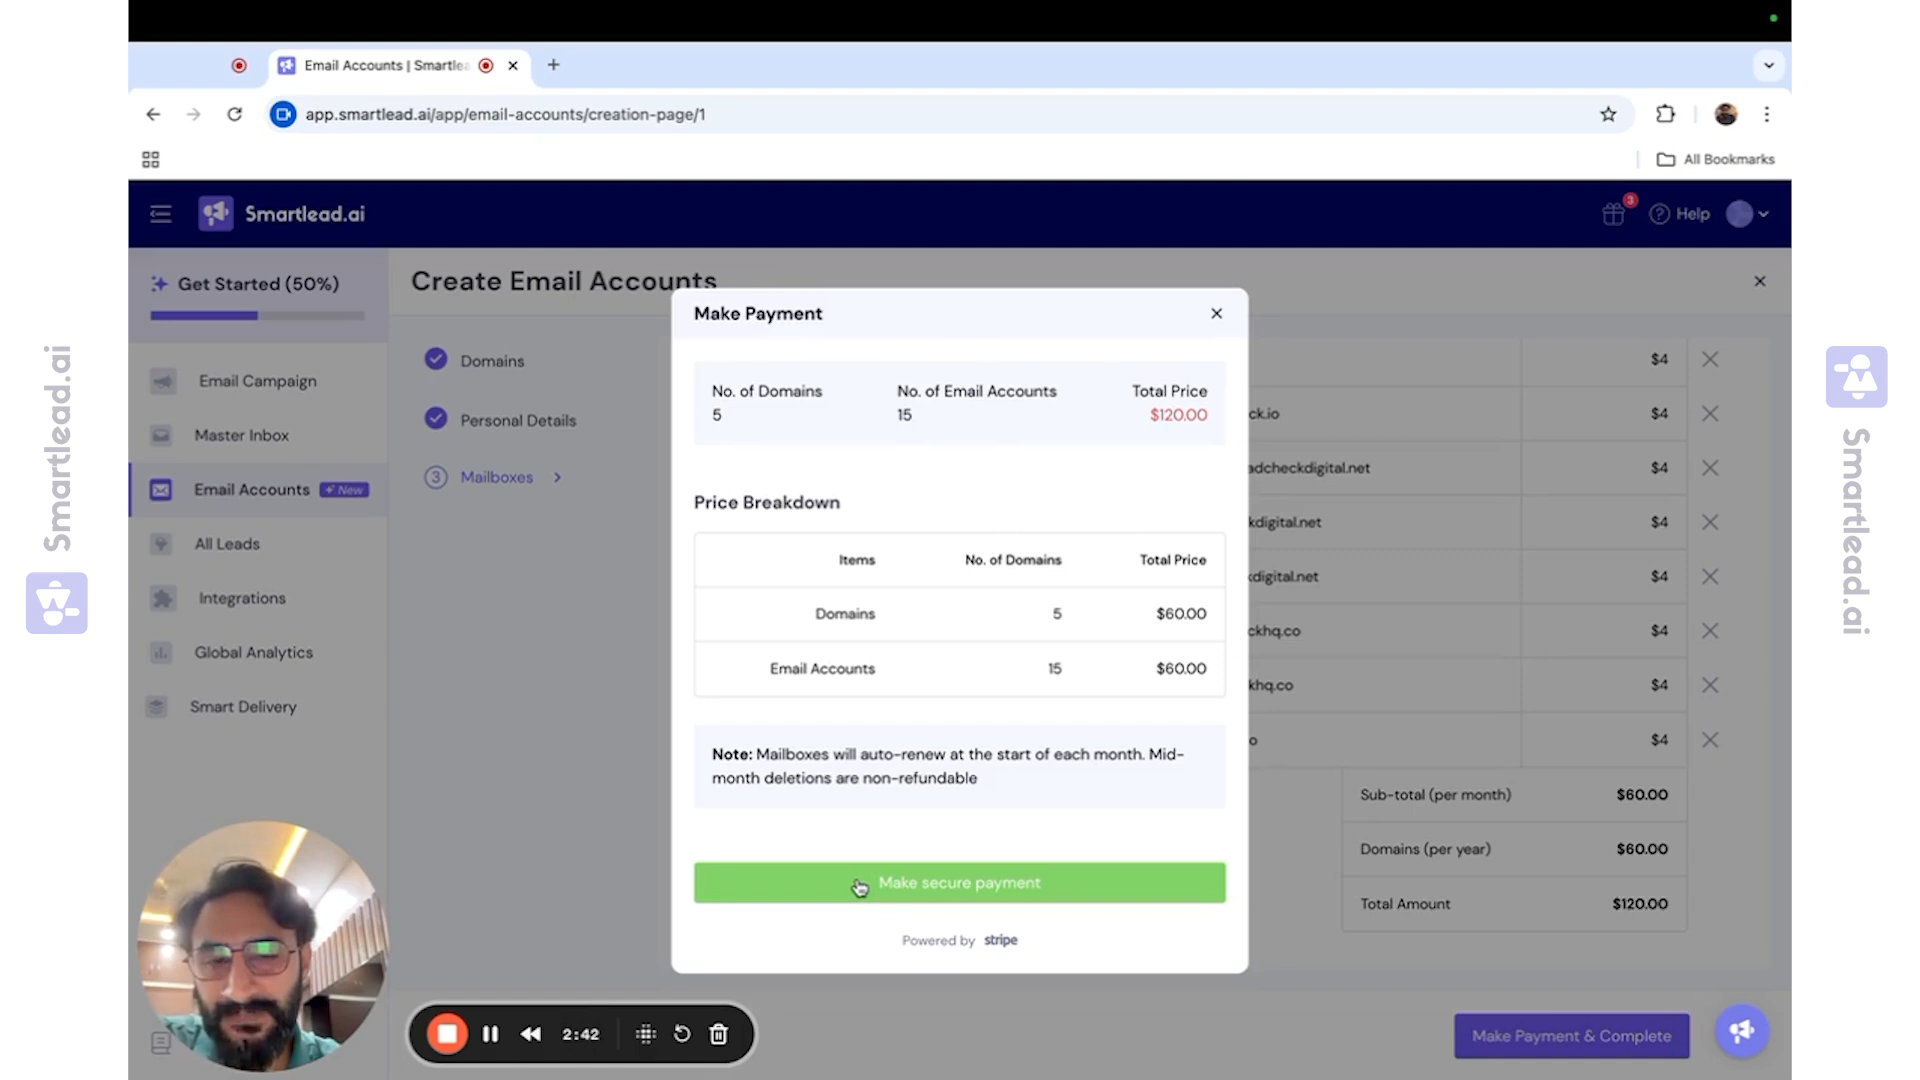 Email Accounts | Smartlea
app.smartlead.ai/app/email-accounts/creation-page/1
All Bookmarks
Smartlead.ai
3
Help
Get Started (50%)
Email Campaign
Master Inbox
Email Accounts
New
All Leads
Integrations
Global Analytics
Smart Delivery
Create Email Accounts
Domains
Personal Details
3
Mailboxes
Make Payment
No. of Domains
No. of Email Accounts
Total Price
5
15
$120.00
Price Breakdown
Items
No. of Domains
Total Price
Domains
5
$60.00
Email Accounts
15
$60.00
Note: Mailboxes will auto-renew at the start of each month. Mid-
month deletions are non-refundable
Make secure payment
Powered by stripe
$4
ck.io
$4
adcheckdigital.net
$4
kdigital.net
$4
kdigital.net
$4
ckhq.co
$4
khq.co
$4
o
$4
Sub-total (per month)
$60.00
Domains (per year)
$60.00
Total Amount
$120.00
2:42
Make Payment & Complete
Smartlead.ai
Smartlead.ai